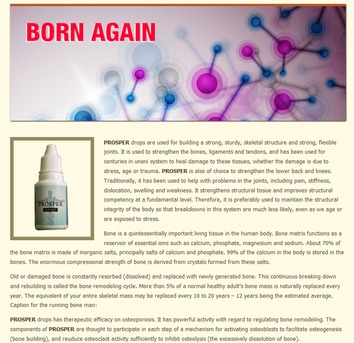 BORN AGAIN
PROSPER
PROSPER drops are used for building a strong, sturdy, skeletal structure and strong, flexible
joints. It is used to strengthen the bones, ligaments and tendons, and has been used for
centuries in unani system to heal damage to these tissues, whether the damage is due to
stress, age or trauma. PROSPER is also of choice to strengthen the lower back and knees.
Traditionally, it has been used to help with problems in the joints, including pain, stiffness,
dislocation, swelling and weakness. It strengthens structural tissue and improves structural
competency at a fundamental level. Therefore, it is preferably used to maintain the structural
integrity of the body so that breakdowns in this system are much less likely, even as we age or
are exposed to stress.
Bone is a quintessentially important living tissue in the human body. Bone matrix functions as a
reservoir of essential ions such as calcium, phosphate, magnesium and sodium. About 70% of
the bone matrix is made of inorganic salts, principally salts of calcium and phosphate. 99% of the calcium in the body is stored in the
bones. The enormous compressional strength of bone is derived from crystals formed from these salts.
Old or damaged bone is constantly resorbed (dissolved) and replaced with newly generated bone. This continuous breaking down
and rebuilding is called the bone remodeling cycle. More than 5% of a normal healthy adult's bone mass is naturally replaced every
year. The equivalent of your entire skeletal mass may be replaced every 10 to 20 years – 12 years being the estimated average.
Caption for the running bone man:
PROSPER drops has therapeutic efficacy on osteoporosis. It has powerful activity with regard to regulating bone remodeling. The
components of PROSPER are thought to participate in each step of a mechanism for activating osteoblasts to facilitate osteogenesis
(bone building), and reduce osteoclast activity sufficiently to inhibit osteolysis (the excessively dissolution of bone).